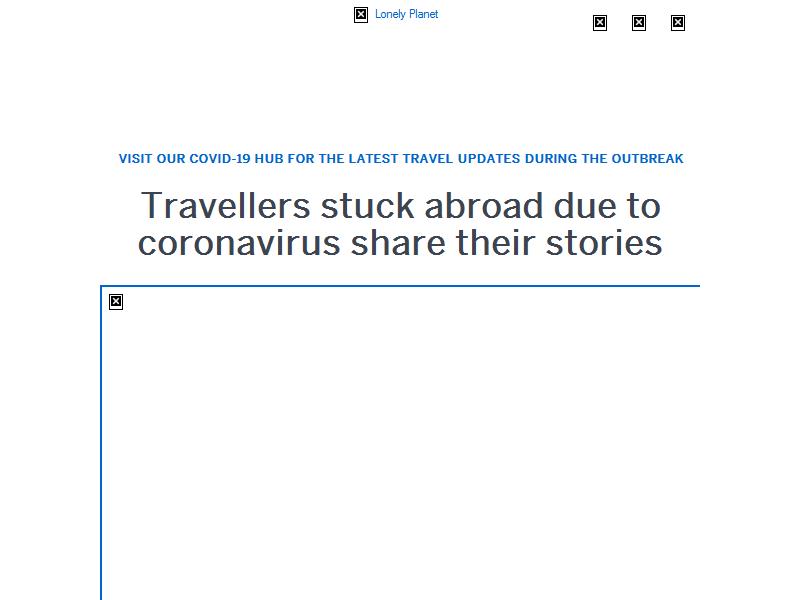 Lonely Planet
VISIT OUR COVID-19 HUB FOR THE LATEST TRAVEL UPDATES DURING THE OUTBREAK
Travellers stuck abroad due to
coronavirus share their stories